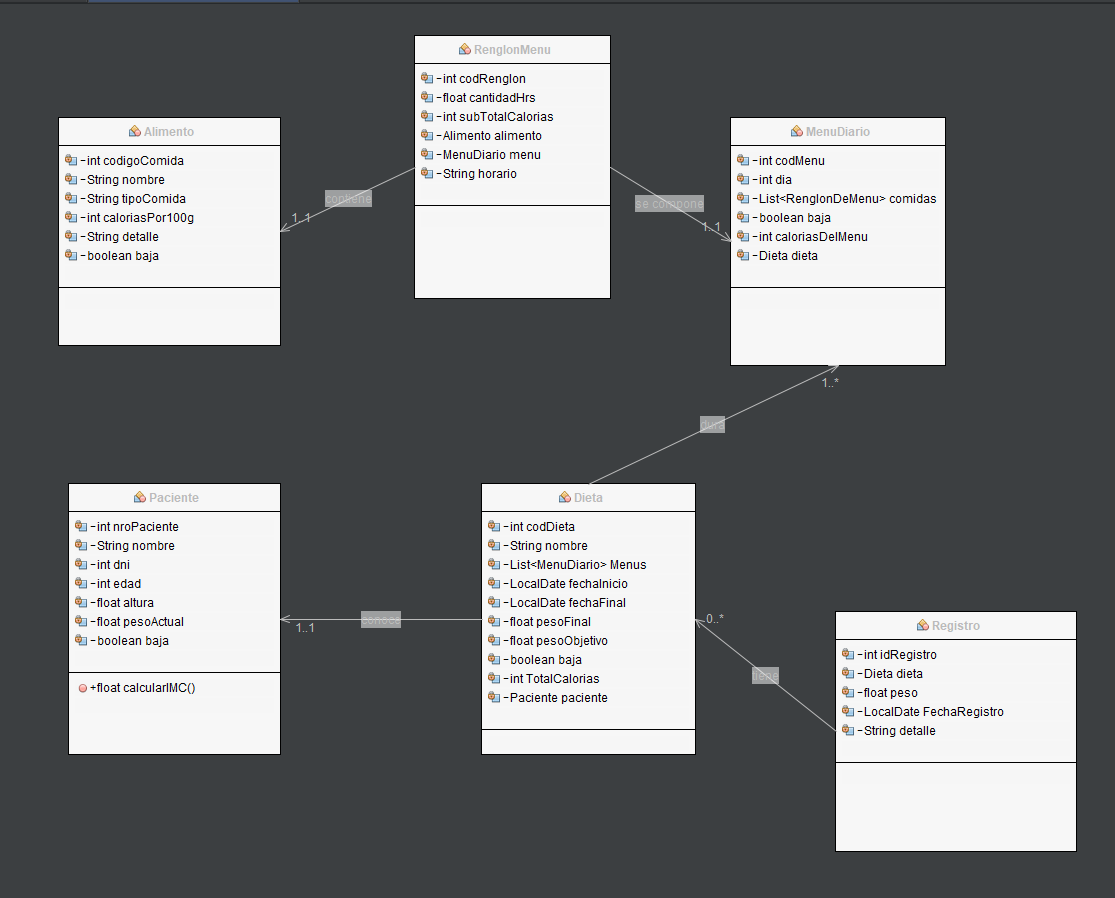 RenglonMenu
-int codRenglon
-float cantidadHrs
-int subTotalCalorias
-Alimento alimento
-MenuDiario menu
-String horario
Alimento
-int codigoComida
-String nombre
-String tipoComida
-int caloriasPor100g
-String detalle
-boolean baja
MenuDiario
-int codMenu
-int dia
-List<RenglonDeMenu> comidas
-boolean baja
-int caloriasDelMenu
-Dieta dieta
contiene
1..1
se compone
1..1
1..*
dura
Paciente
-int nroPaciente
-String nombre
-int dni
-int edad
-float altura
-float pesoActual
-boolean baja
+float calcularIMC()
conoce
1..1
Dieta
-int codDieta
-String nombre
-List<MenuDiario> Menus
-LocalDate fechaInicio
-LocalDate fechaFinal
-float pesoFinal
-float pesoObjetivo
-boolean baja
-int TotalCalorias
-Paciente paciente
0..*
tiene
Registro
-int idRegistro
-Dieta dieta
-float peso
-LocalDate FechaRegistro
-String detalle